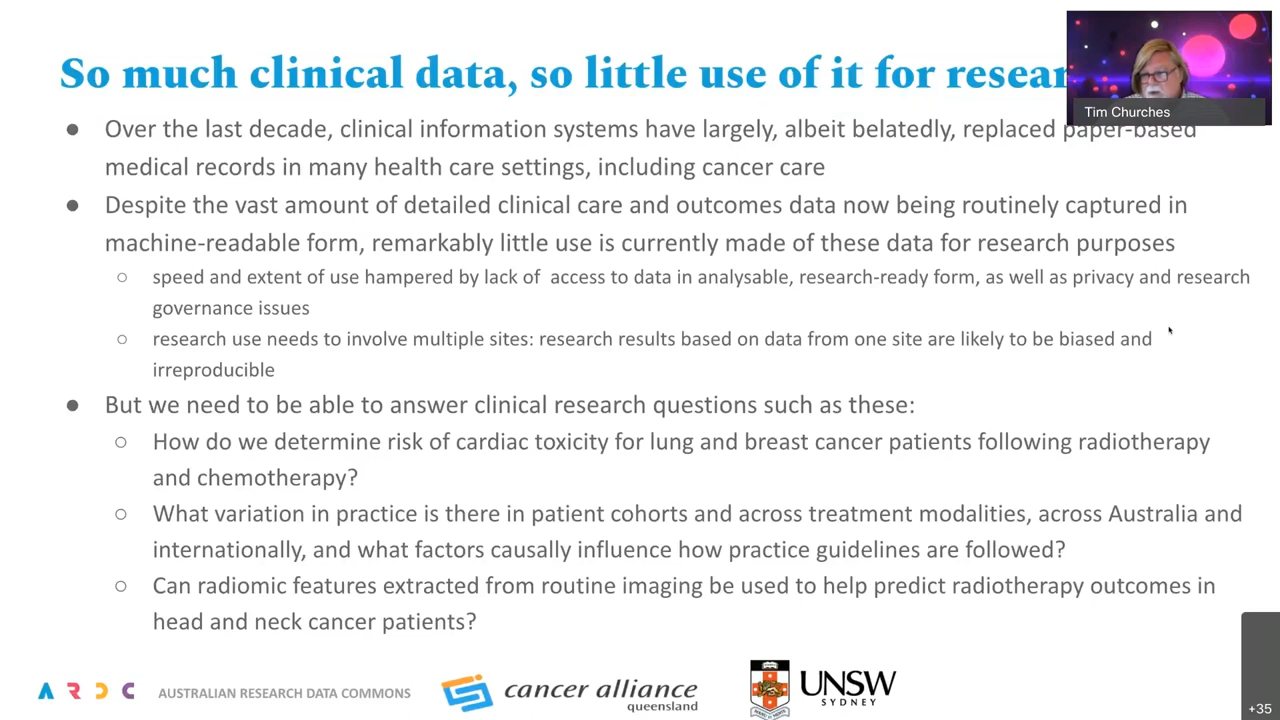 So much clinical data, so little use of it for resear
Tim Churches
● Over the last decade, clinical information systems have largely, albeit belatedly, replaced paper-based
medical records in many health care settings, including cancer care
● Despite the vast amount of detailed clinical care and outcomes data now being routinely captured in
machine-readable form, remarkably little use is currently made of these data for research purposes
○ speed and extent of use hampered by lack of access to data in analysable, research-ready form, as well as privacy and research
governance issues
○ research use needs to involve multiple sites: research results based on data from one site are likely to be biased and
irreproducible
● But we need to be able to answer clinical research questions such as these:
○ How do we determine risk of cardiac toxicity for lung and breast cancer patients following radiotherapy
and chemotherapy?
○ What variation in practice is there in patient cohorts and across treatment modalities, across Australia and
internationally, and what factors causally influence how practice guidelines are followed?
○ Can radiomic features extracted from routine imaging be used to help predict radiotherapy outcomes in
head and neck cancer patients?
ARDC AUSTRALIAN RESEARCH DATA COMMONS
cancer alliance
queensland
UNSW
SYDNEY
+35